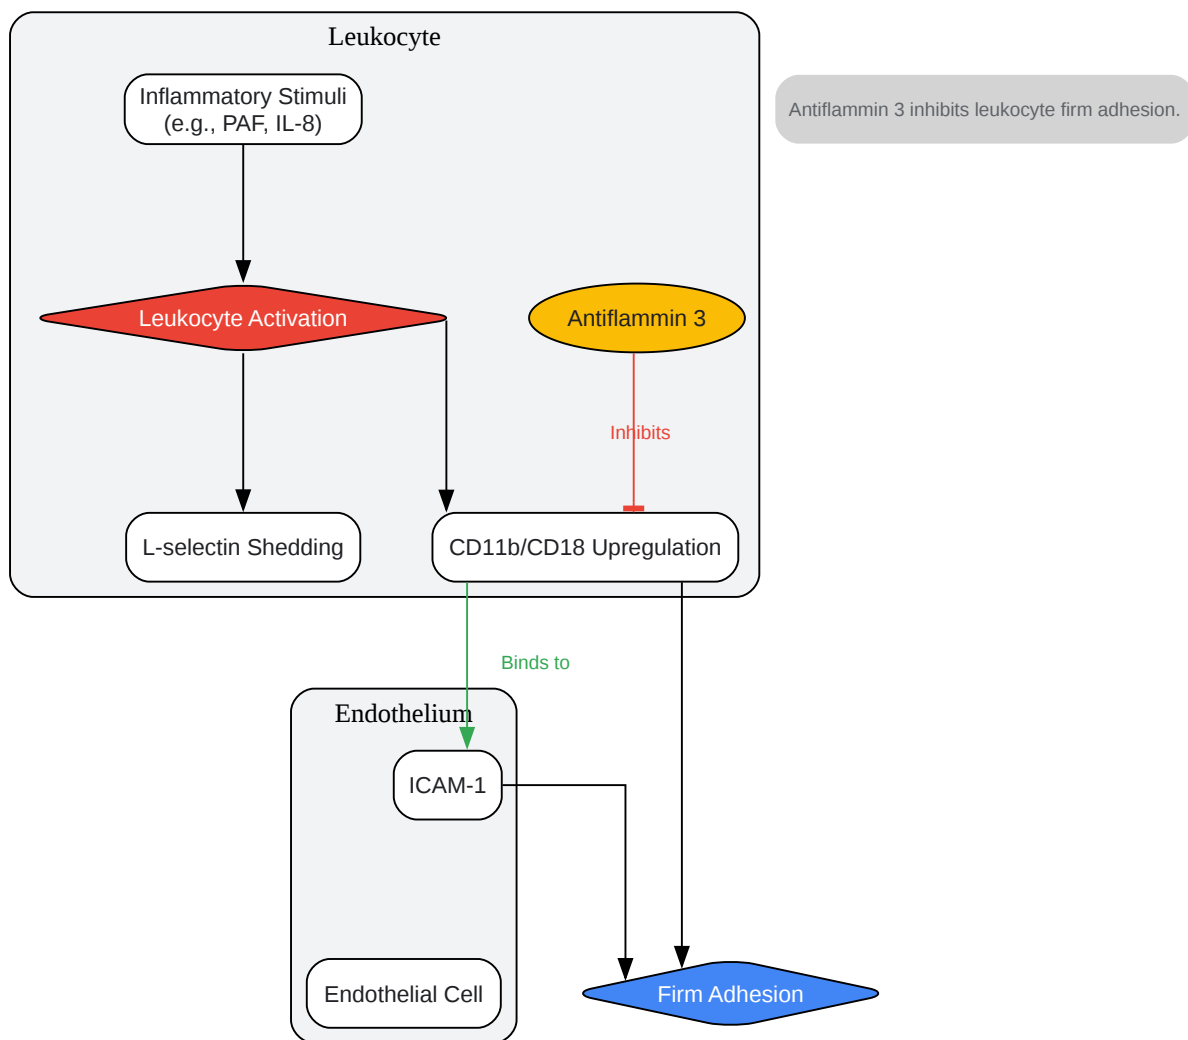 Leukocyte
Inflammatory Stimuli
(e.g., PAF, IL-8)
Antiflammin 3 inhibits leukocyte firm adhesion.
Leukocyte Activation
Antiflammin 3
Inhibits
L-selectin Shedding
CD11b/CD18 Upregulation
Binds to
Endothelium
ICAM-1
Endothelial Cell
Firm Adhesion